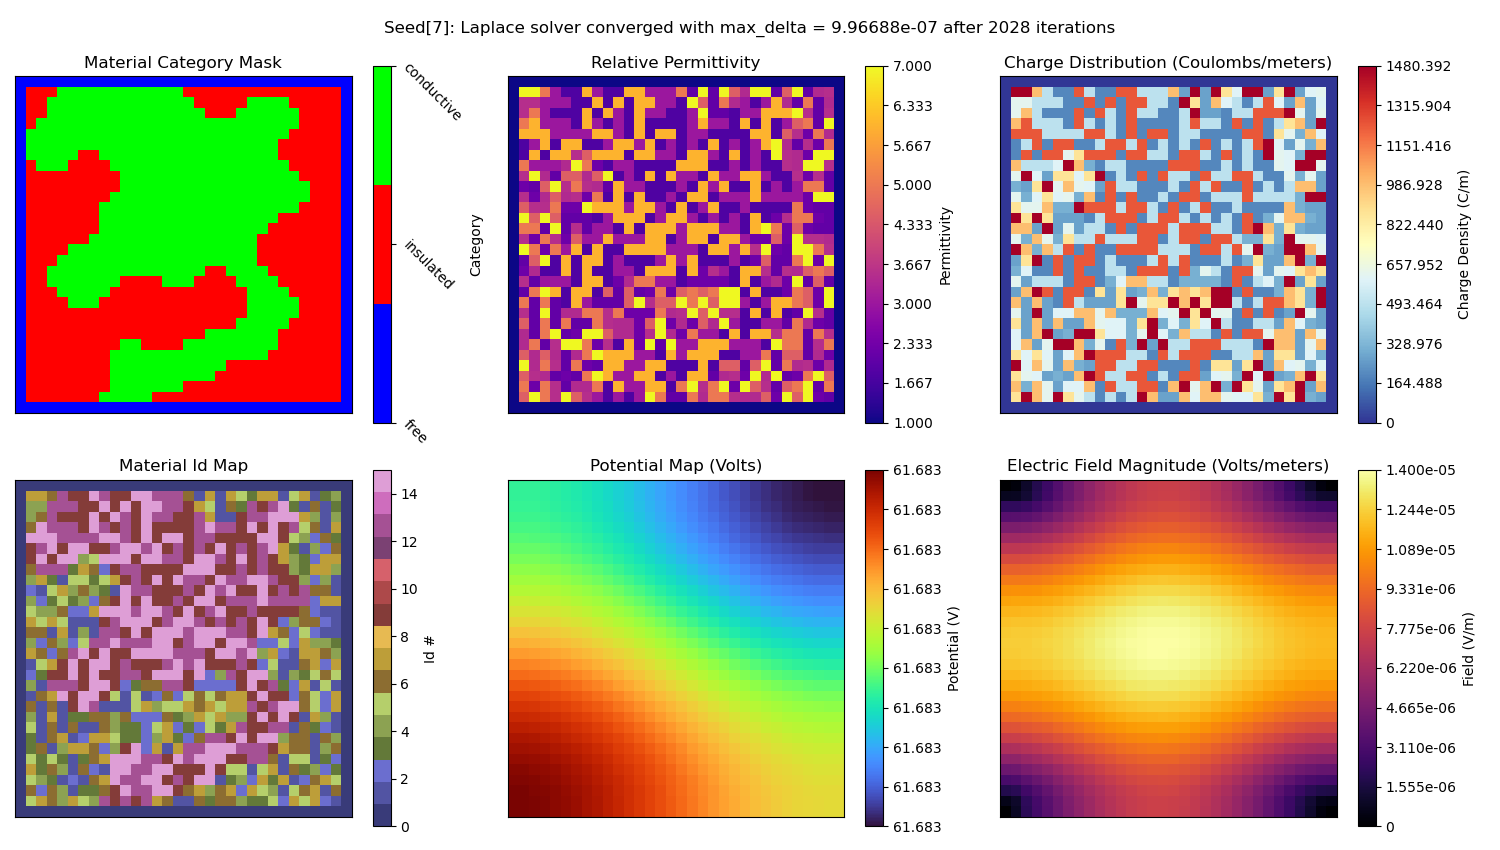 Seed[7]: Laplace solver converged with max_delta = 9.96688e-07 after 2028 iterations
Material Category Mask
conductive
insulated
free
Category
Relative Permittivity
7.000
6.333
5.667
5.000
4.333
3.667
3.000
2.333
1.667
1.000
Permittivity
Charge Distribution (Coulombs/meters)
1480.392
1315.904
1151.416
986.928
822.440
657.952
493.464
328.976
164.488
0
Charge Density (C/m)
Material Id Map
14
12
10
8
6
4
2
0
Id #
Potential Map (Volts)
61.683
61.683
61.683
61.683
61.683
61.683
61.683
61.683
61.683
61.683
Potential (V)
Electric Field Magnitude (Volts/meters)
1.400e-05
1.244e-05
1.089e-05
9.331e-06
7.775e-06
6.220e-06
4.665e-06
3.110e-06
1.555e-06
0
Field (V/m)